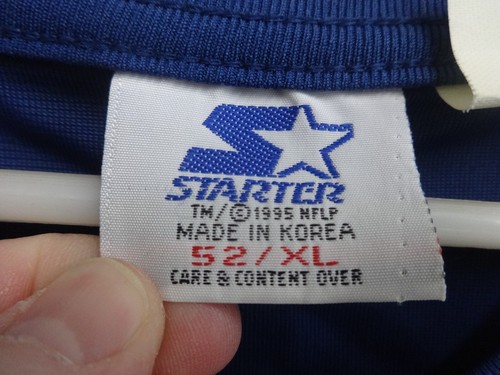 STARTER
TM/©1995 NFLP
MADE IN KOREA
52/XL
CARE & CONTENT OVER